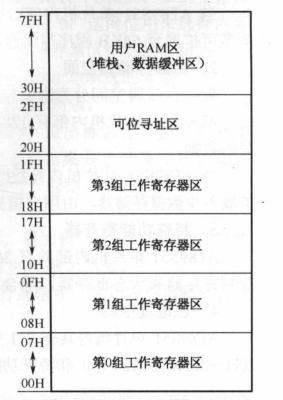 7FH
用户RAM区
（堆栈、数据缓冲区）
30H
2FH
可位寻址区
20H
1FH
第3组工作寄存器区
18H
17H
第2组工作寄存器区
10H
0FH
第1组工作寄存器区
08H
07H
第0组工作寄存器区
00H